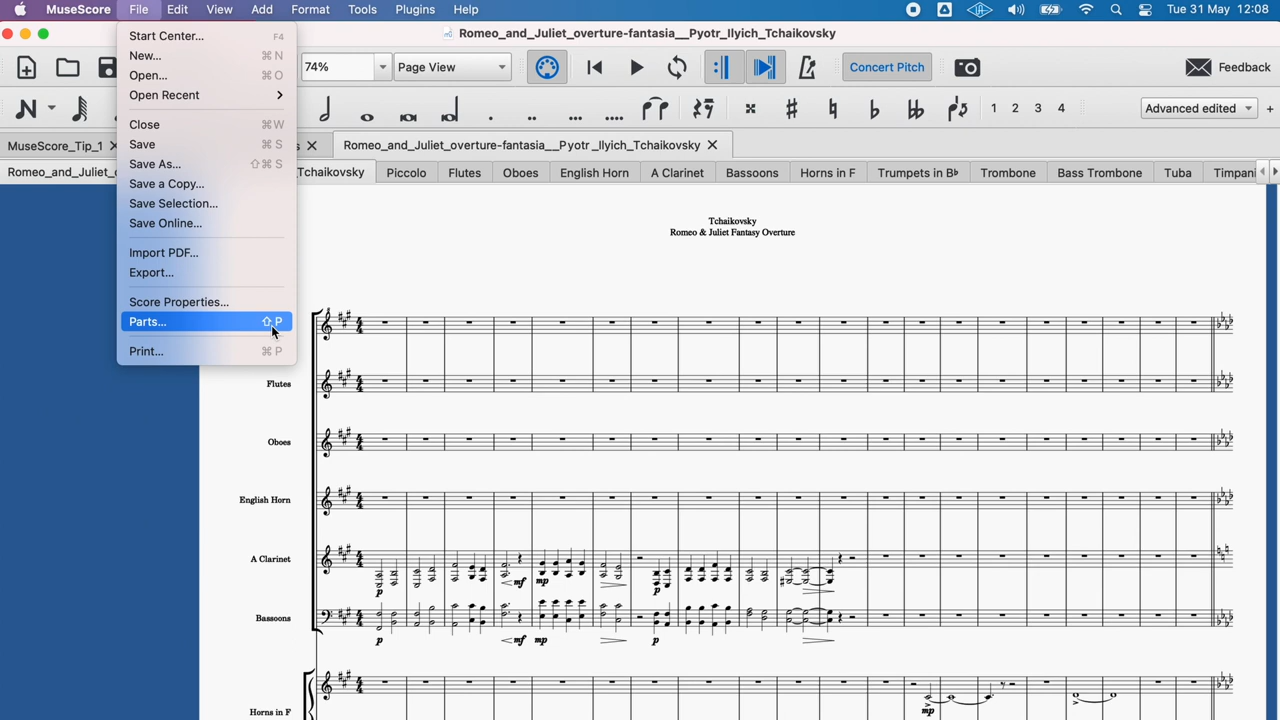 MuseScore File Edit View Add Format Tools Plugins Help Tue 31 May 12:08
Romeo_and_Juliet_overture-fantasia__Pyotr_Ilyich_Tchaikovsky
Start Center... F4
New... ⌘N
Open... ⌘O
Open Recent
Close ⌘W
Save ⌘S
Save As... ⇧⌘S
Save a Copy...
Save Selection...
Save Online...
Import PDF...
Export...
Score Properties...
Parts... ⇧P
Print... ⌘P
74% Page View Concert Pitch Feedback
1 2 3 4 Advanced edited +
MuseScore_Tip_1 s Romeo_and_Juliet_overture-fantasia__Pyotr_Ilyich_Tchaikovsky
Romeo_and_Juliet_ Tchaikovsky Piccolo Flutes Oboes English Horn A Clarinet Bassoons Horns in F Trumpets in B♭ Trombone Bass Trombone Tuba Timpani
Tchaikovsky
Romeo & Juliet Fantasy Overture
Flutes
Oboes
English Horn
A Clarinet
p mf mp p
Bassoons
p mf mp p
Horns in F
mp